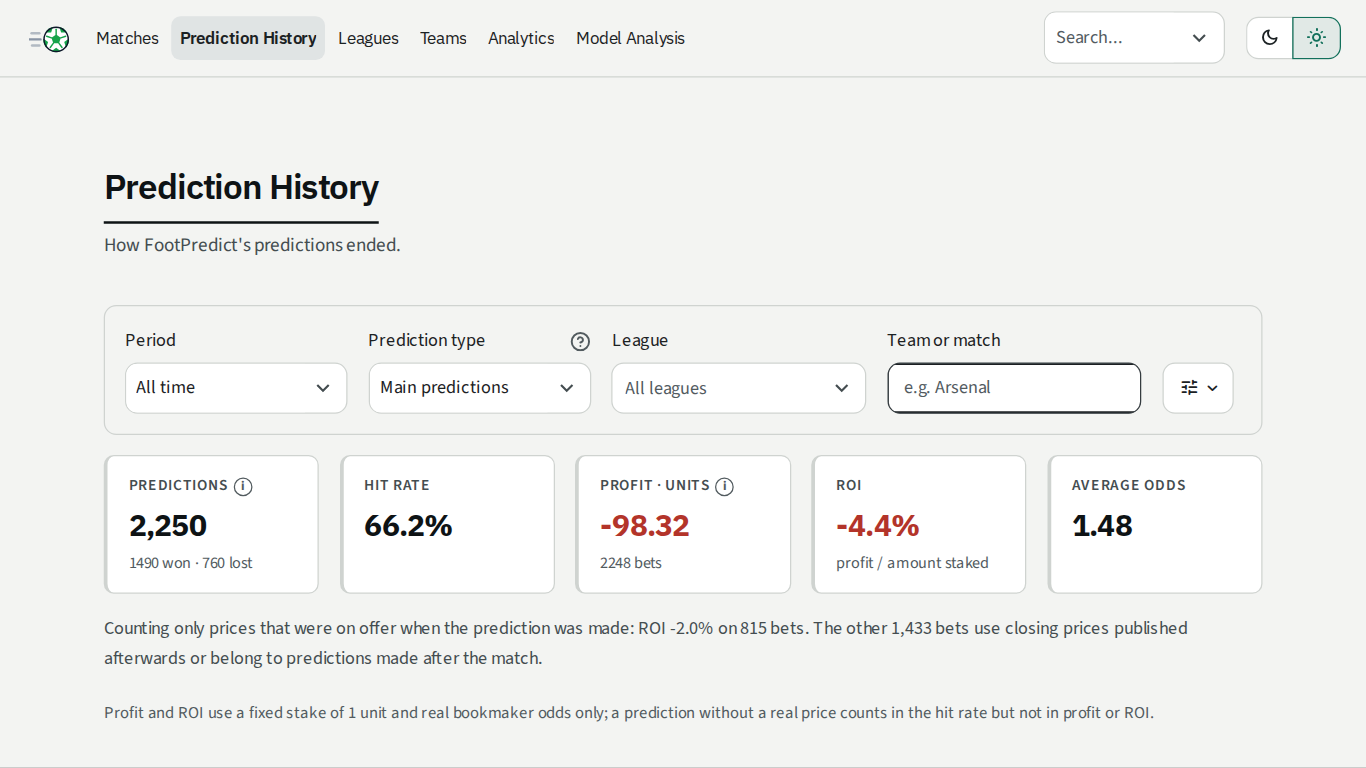 Matches Prediction History Leagues Teams Analytics Model Analysis Search...
Prediction History
How FootPredict's predictions ended.
Period Prediction type League Team or match
All time Main predictions All leagues e.g. Arsenal
PREDICTIONS HIT RATE PROFIT · UNITS ROI AVERAGE ODDS
2,250 66.2% -98.32 -4.4% 1.48
1490 won · 760 lost 2248 bets profit / amount staked
Counting only prices that were on offer when the prediction was made: ROI -2.0% on 815 bets. The other 1,433 bets use closing prices published
afterwards or belong to predictions made after the match.
Profit and ROI use a fixed stake of 1 unit and real bookmaker odds only; a prediction without a real price counts in the hit rate but not in profit or ROI.